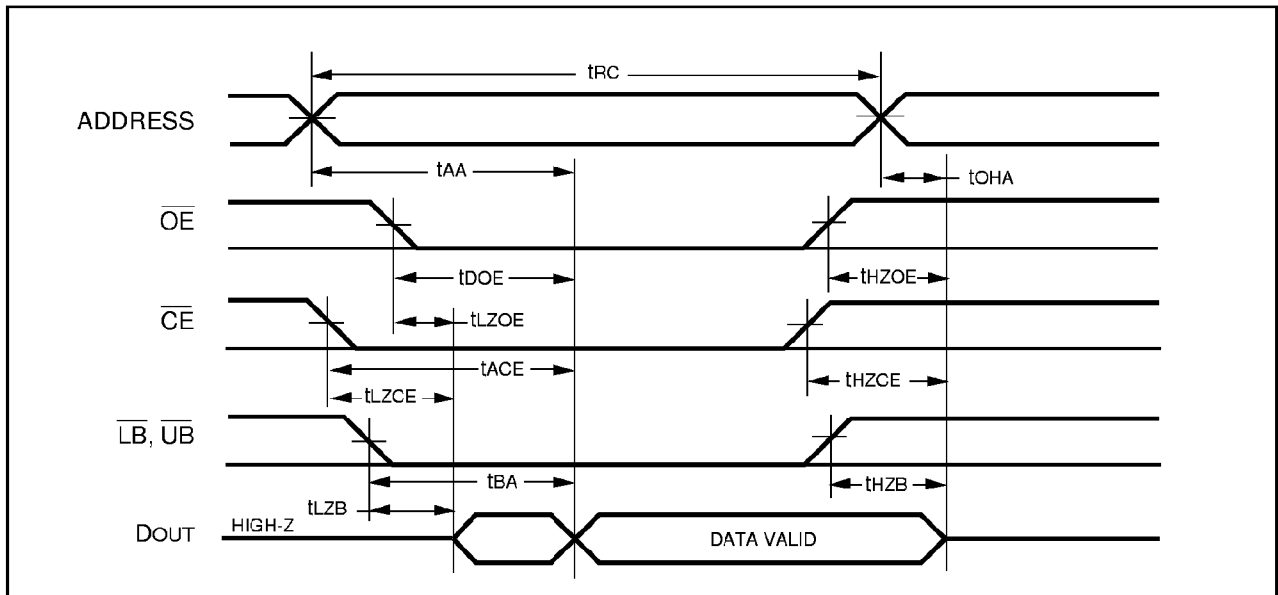 tRC
ADDRESS
tAA
tOHA
OE
tDOE
tHZOE
CE
tLZOE
tACE
tHZCE
tLZCE
LB, UB
tBA
tHZB
tLZB
DOUT
HIGH-Z
DATA VALID